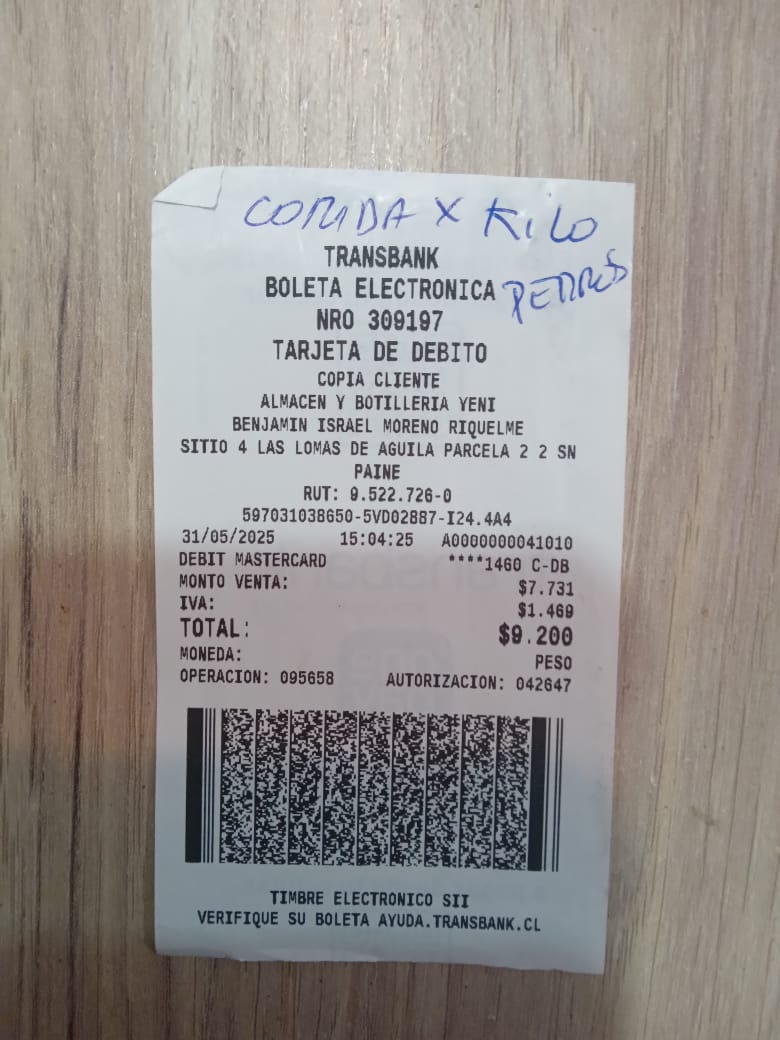 COMIDA X KILO
PERROS
TRANSBANK
BOLETA ELECTRONICA
NRO 309197
TARJETA DE DEBITO
COPIA CLIENTE
ALMACEN Y BOTILLERIA YENI
BENJAMIN ISRAEL MORENO RIQUELME
SITIO 4 LAS LOMAS DE AGUILA PARCELA 2 2 SN
PAINE
RUT: 9.522.726-0
597031038650-5VD02887-I24.4A4
31/05/2025 15:04:25 A0000000041010
DEBIT MASTERCARD ****1460 C-DB
MONTO VENTA: $7.731
IVA: $1.469
TOTAL: $9.200
MONEDA: PESO
OPERACION: 095658 AUTORIZACION: 042647
TIMBRE ELECTRONICO SII
VERIFIQUE SU BOLETA AYUDA.TRANSBANK.CL